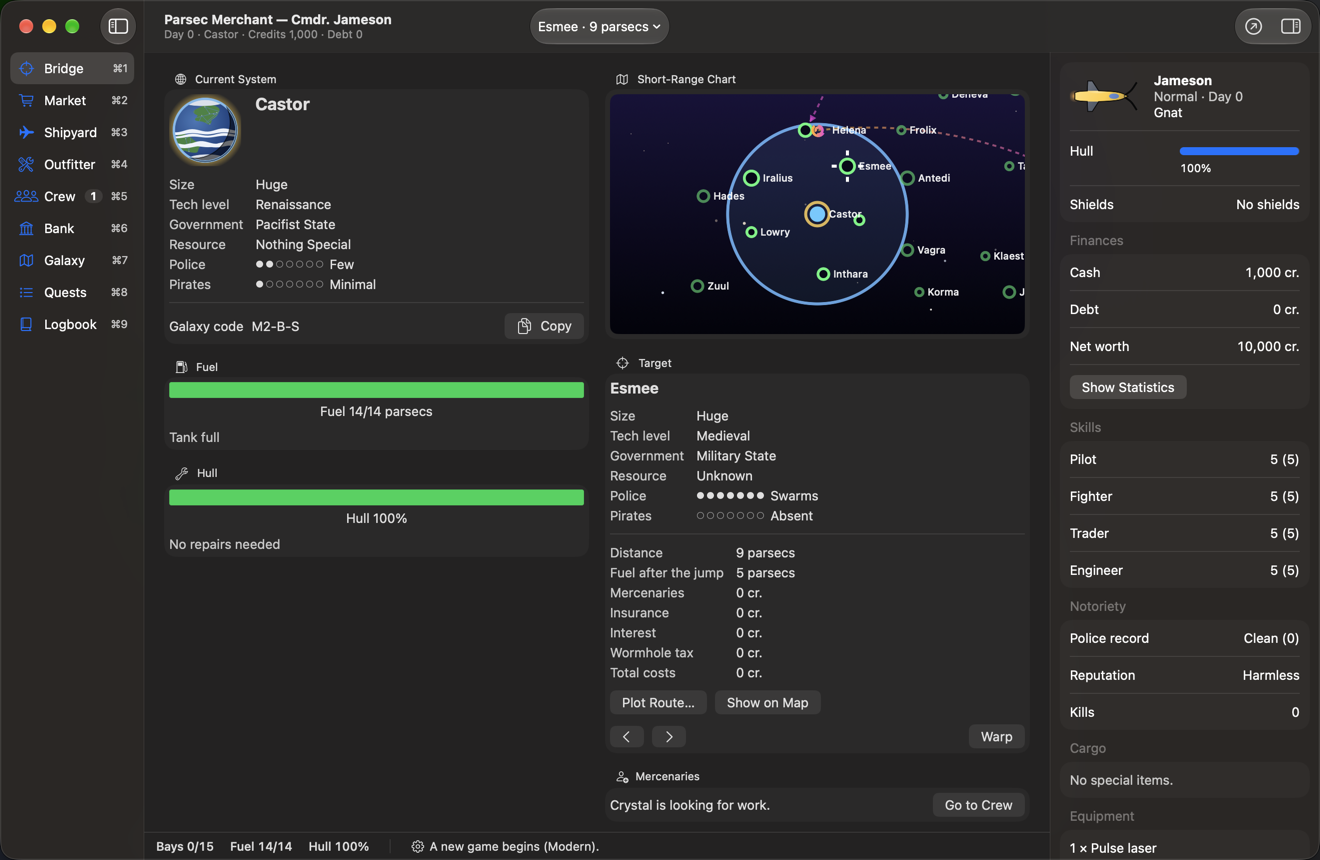 Parsec Merchant — Cmdr. Jameson
Day 0 · Castor · Credits 1,000 · Debt 0
Esmee · 9 parsecs
Bridge ⌘1
Market ⌘2
Shipyard ⌘3
Outfitter ⌘4
Crew 1 ⌘5
Bank ⌘6
Galaxy ⌘7
Quests ⌘8
Logbook ⌘9
Current System
Castor
Size Huge
Tech level Renaissance
Government Pacifist State
Resource Nothing Special
Police ●●○○○○○ Few
Pirates ●○○○○○○ Minimal
Galaxy code M2-B-S
Copy
Fuel
Fuel 14/14 parsecs
Tank full
Hull
Hull 100%
No repairs needed
Short-Range Chart
Deneva
Helena
Frolix
Esmee
Iralius
Antedi
Hades
Castor
Lowry
Vagra
Klaest
Inthara
Zuul
Korma
Target
Esmee
Size Huge
Tech level Medieval
Government Military State
Resource Unknown
Police ●●●●●●● Swarms
Pirates ○○○○○○○ Absent
Distance 9 parsecs
Fuel after the jump 5 parsecs
Mercenaries 0 cr.
Insurance 0 cr.
Interest 0 cr.
Wormhole tax 0 cr.
Total costs 0 cr.
Plot Route... Show on Map
Warp
Mercenaries
Crystal is looking for work.
Go to Crew
Jameson
Normal · Day 0
Gnat
Hull
100%
Shields No shields
Finances
Cash 1,000 cr.
Debt 0 cr.
Net worth 10,000 cr.
Show Statistics
Skills
Pilot 5 (5)
Fighter 5 (5)
Trader 5 (5)
Engineer 5 (5)
Notoriety
Police record Clean (0)
Reputation Harmless
Kills 0
Cargo
No special items.
Equipment
1 × Pulse laser
Bays 0/15 Fuel 14/14 Hull 100% A new game begins (Modern).